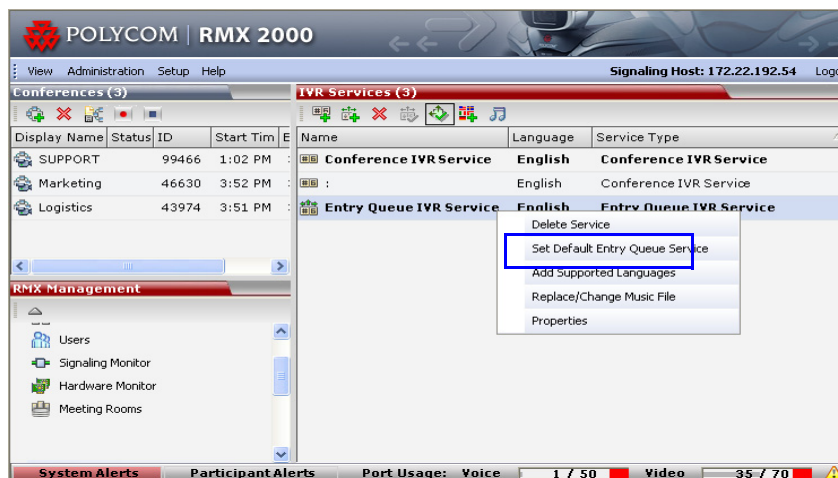 POLYCOM | RMX 2000
View Administration Setup Help Signaling Host: 172.22.192.54 Logo
Conferences (3)
Display Name Status ID Start Tim E
SUPPORT 99466 1:02 PM
Marketing 46630 3:52 PM
Logistics 43974 3:51 PM
IVR Services (3)
Name Language Service Type
Conference IVR Service English Conference IVR Service
: English Conference IVR Service
Entry Queue IVR Service English Entry Queue IVR Service
Delete Service
Set Default Entry Queue Service
Add Supported Languages
Replace/Change Music File
Properties
RMX Management
Users
Signaling Monitor
Hardware Monitor
Meeting Rooms
System Alerts Participant Alerts Port Usage: Voice 1 / 50 Video 35 / 70